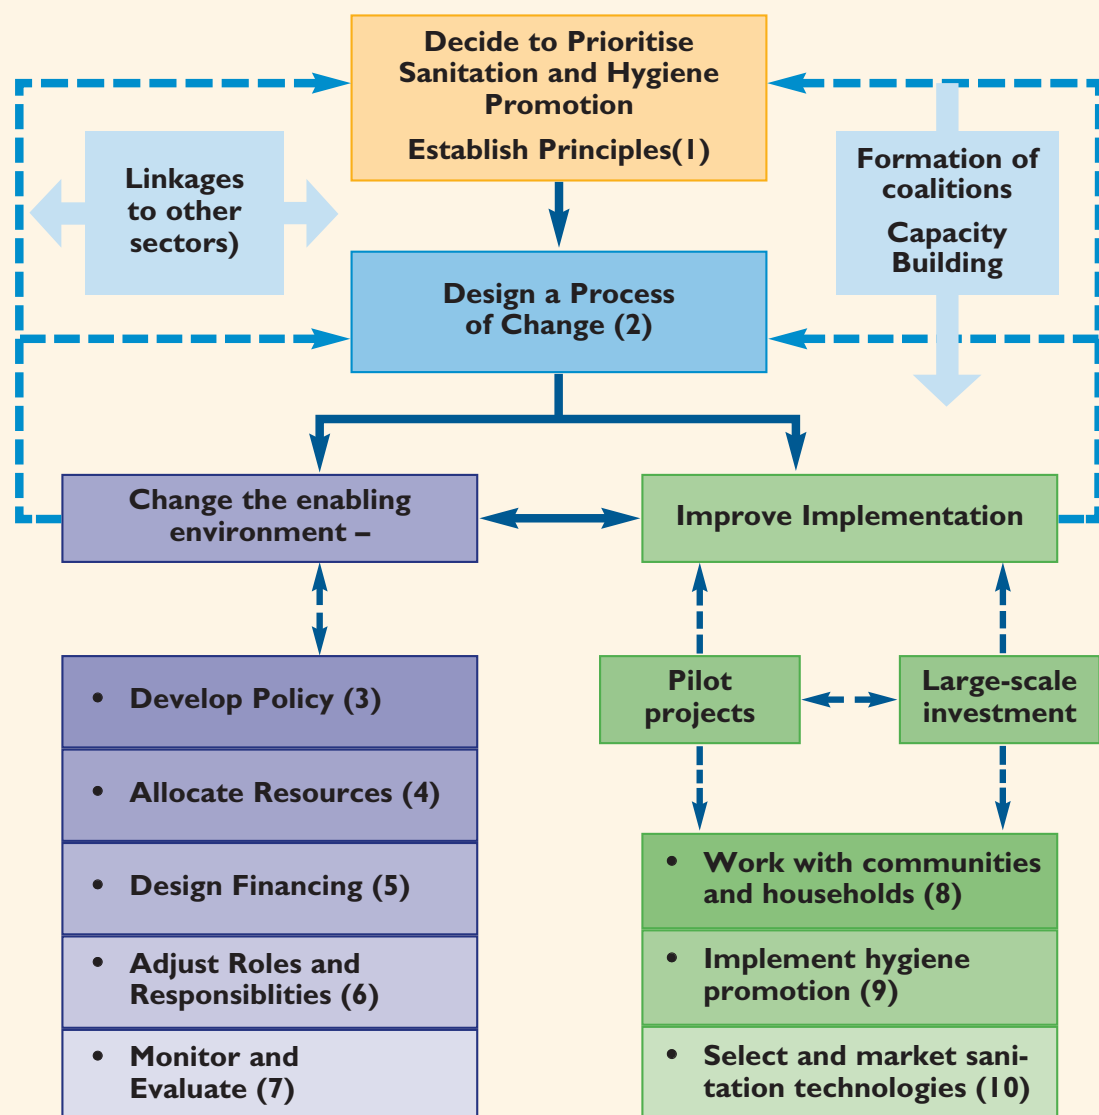 Decide to Prioritise
Sanitation and Hygiene
Promotion
Establish Principles(1)
Linkages
to other
sectors)
Formation of
coalitions
Capacity
Building
Design a Process
of Change (2)
Change the enabling
environment –
Improve Implementation
• Develop Policy (3)
• Allocate Resources (4)
• Design Financing (5)
• Adjust Roles and
Responsiblities (6)
• Monitor and
Evaluate (7)
Pilot
projects
Large-scale
investment
• Work with communities
and households (8)
• Implement hygiene
promotion (9)
• Select and market sani-
tation technologies (10)